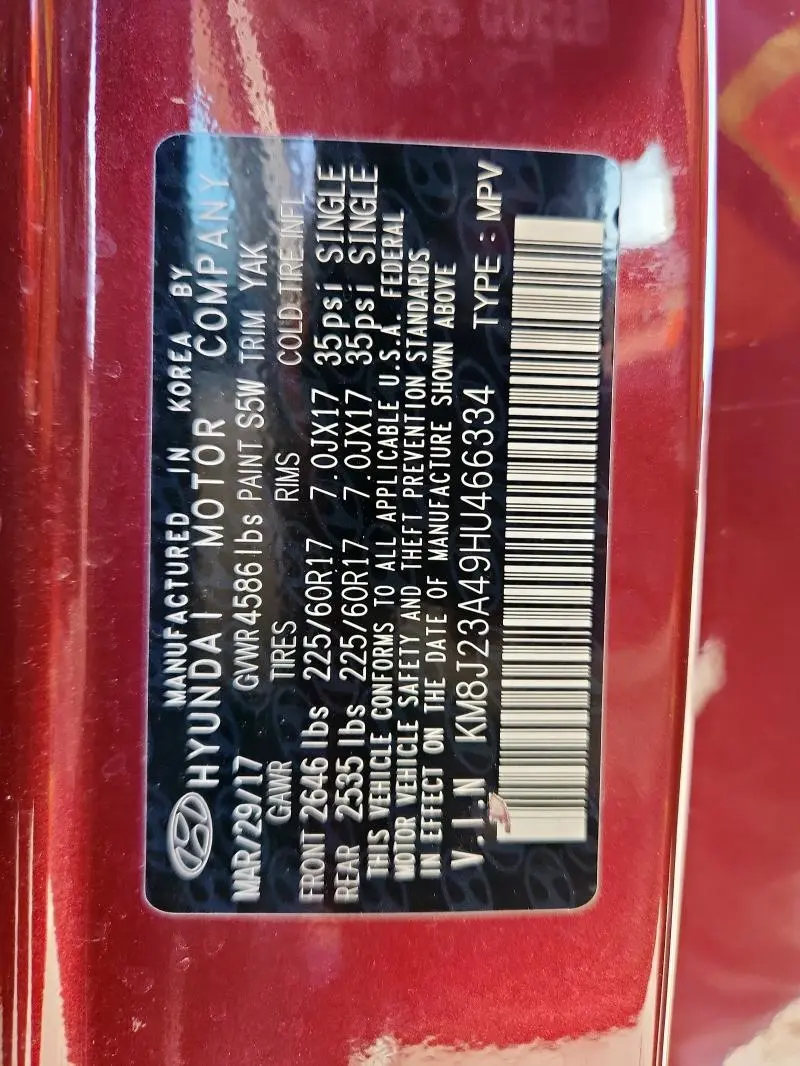 MANUFACTURED IN KOREA BY
HYUNDAI MOTOR COMPANY
MAR/29/17 GVWR4586lbs PAINT S5W TRIM YAK
GAWR TIRES RIMS COLD TIRE INFL
FRONT 2646 lbs 225/60R17 7.0JX17 35psi SINGLE
REAR 2535 lbs 225/60R17 7.0JX17 35psi SINGLE
THIS VEHICLE CONFORMS TO ALL APPLICABLE U.S.A. FEDERAL
MOTOR VEHICLE SAFETY AND THEFT PREVENTION STANDARDS
IN EFFECT ON THE DATE OF MANUFACTURE SHOWN ABOVE
V.I.N KM8J23A49HU466334 TYPE : MPV